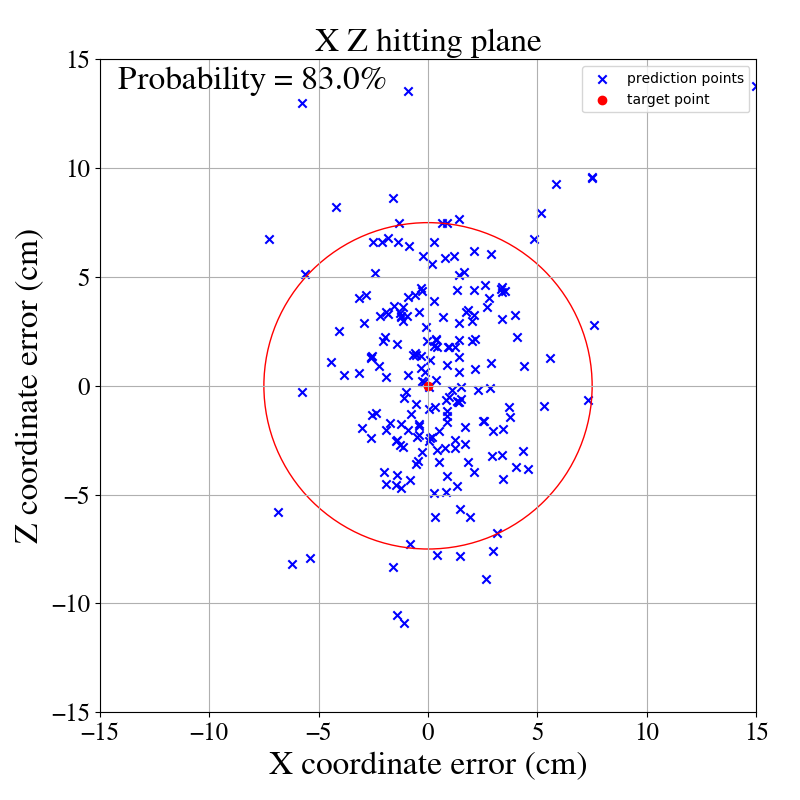 X Z hitting plane
Probability = 83.0%
prediction points
target point
15
10
5
0
−5
−10
−15
−15
−10
−5
0
5
10
15
Z coordinate error (cm)
X coordinate error (cm)